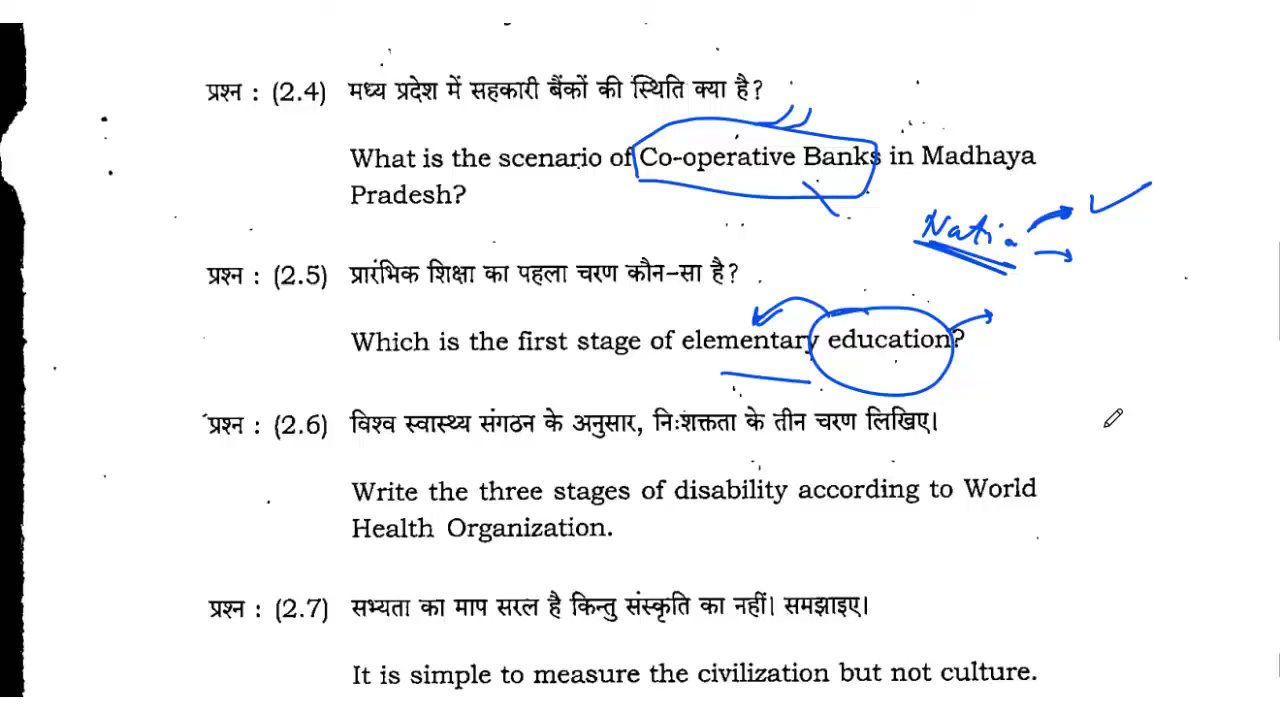 प्रश्न : (2.4) मध्य प्रदेश में सहकारी बैंकों की स्थिति क्या है?
What is the scenario of Co-operative Banks in Madhaya
Pradesh?
Natio
प्रश्न : (2.5) प्रारंभिक शिक्षा का पहला चरण कौन-सा है?
Which is the first stage of elementary education?
प्रश्न : (2.6) विश्व स्वास्थ्य संगठन के अनुसार, निःशक्तता के तीन चरण लिखिए।
Write the three stages of disability according to World
Health Organization.
प्रश्न : (2.7) सभ्यता का माप सरल है किन्तु संस्कृति का नहीं। समझाइए।
It is simple to measure the civilization but not culture.